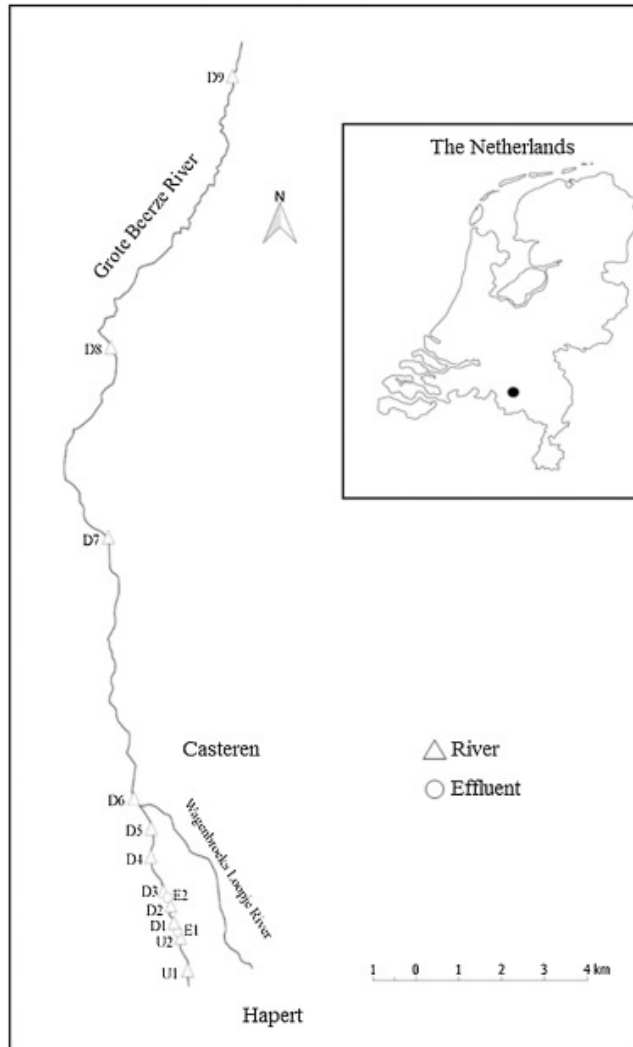 D9
The Netherlands
Grote Beerze River
N
D8
D7
Casteren
River
Effluent
D6
Wagenbroeks Loopje River
D5
D4
D3
E2
D2
D1
E1
U2
U1
1 0 1 2 3 4 km
Hapert